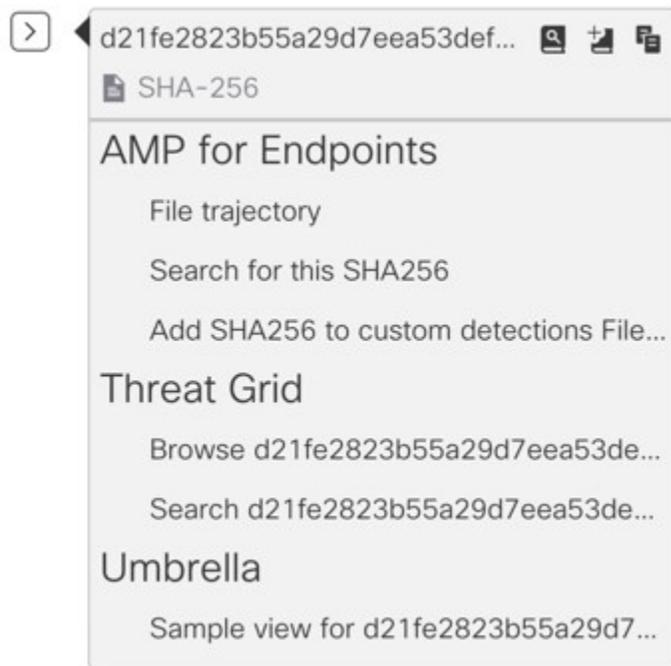 d21fe2823b55a29d7eea53def...
SHA-256
AMP for Endpoints
File trajectory
Search for this SHA256
Add SHA256 to custom detections File...
Threat Grid
Browse d21fe2823b55a29d7eea53de...
Search d21fe2823b55a29d7eea53de...
Umbrella
Sample view for d21fe2823b55a29d7...